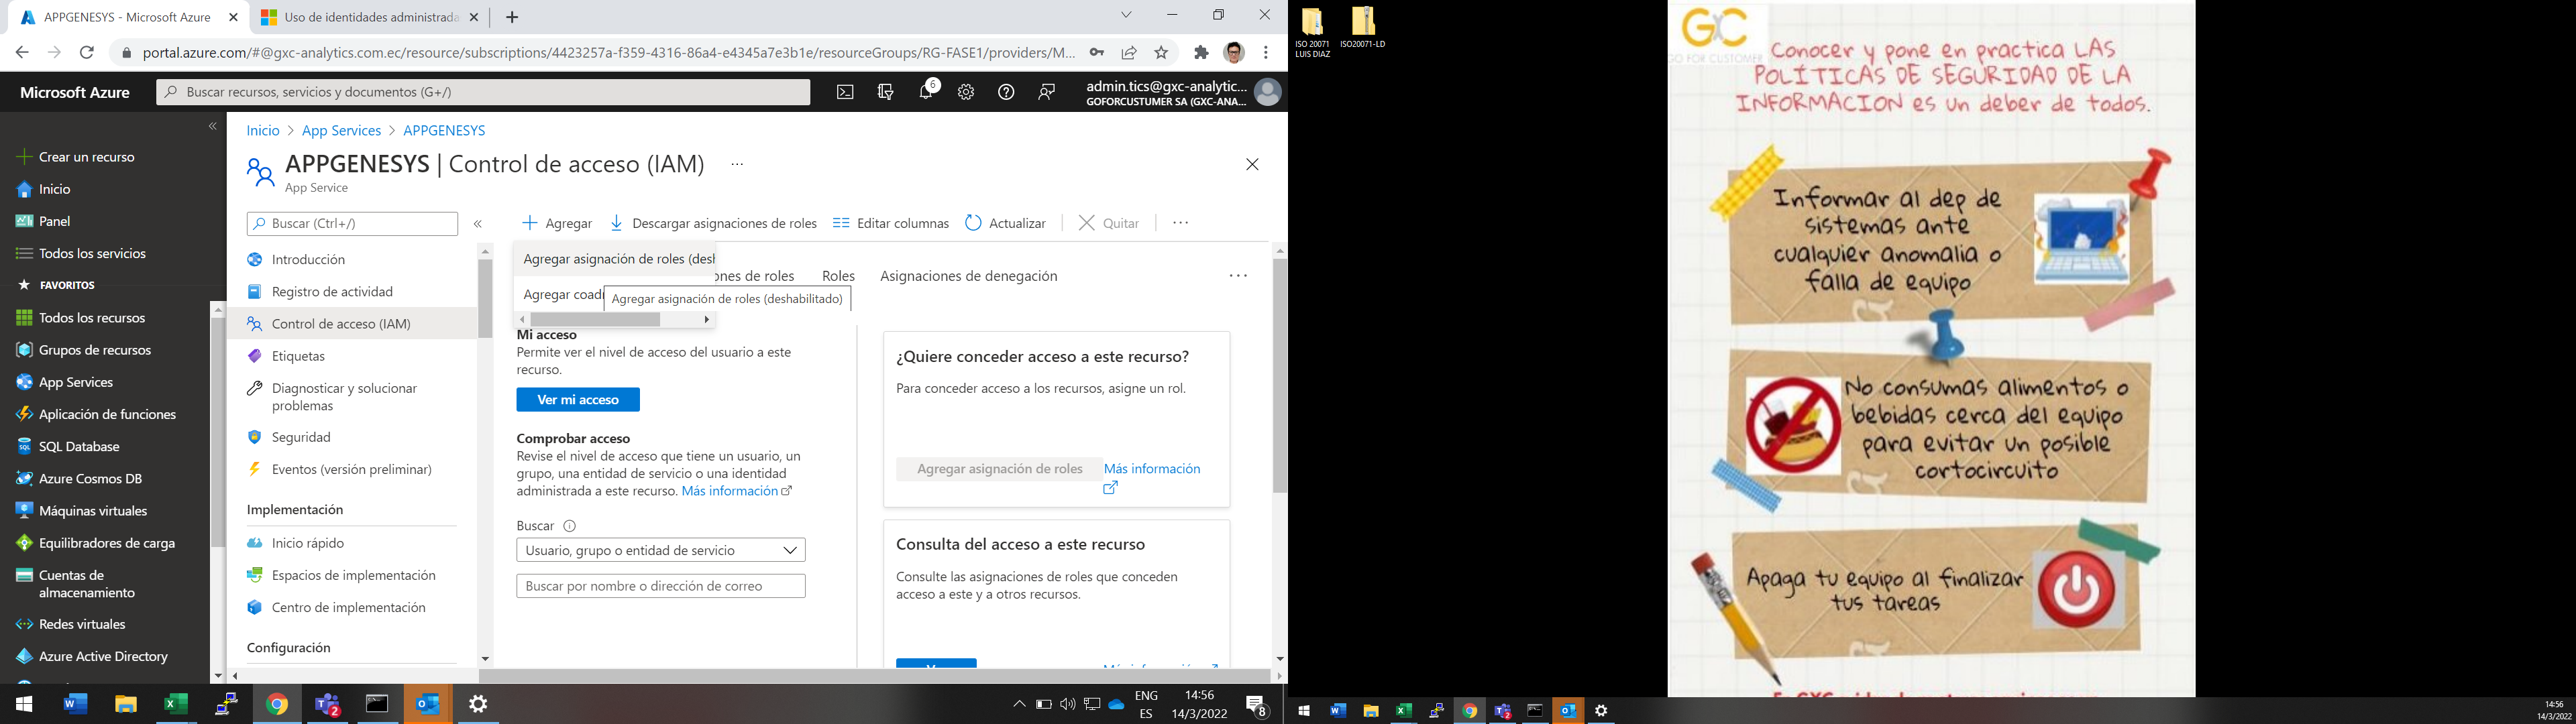 APPGENESYS - Microsoft Azure
Uso de identidades administrada
portal.azure.com/#@gxc-analytics.com.ec/resource/subscriptions/4423257a-f359-4316-86a4-e4345a7e3b1e/resourceGroups/RG-FASE1/providers/M...
Microsoft Azure
Buscar recursos, servicios y documentos (G+/)
6
admin.tics@gxc-analytic...
GOFORCUSTUMER SA (GXC-ANA...
Crear un recurso
Inicio
Panel
Todos los servicios
FAVORITOS
Todos los recursos
Grupos de recursos
App Services
Aplicación de funciones
SQL Database
Azure Cosmos DB
Máquinas virtuales
Equilibradores de carga
Cuentas de
almacenamiento
Redes virtuales
Azure Active Directory
Inicio > App Services > APPGENESYS
APPGENESYS | Control de acceso (IAM) ...
App Service
Buscar (Ctrl+/)
Introducción
Registro de actividad
Control de acceso (IAM)
Etiquetas
Diagnosticar y solucionar
problemas
Seguridad
Eventos (versión preliminar)
Implementación
Inicio rápido
Espacios de implementación
Centro de implementación
Configuración
Agregar Descargar asignaciones de roles Editar columnas Actualizar Quitar ...
Agregar asignación de roles (desh
Agregar coadi
Agregar asignación de roles (deshabilitado)
ones de roles Roles Asignaciones de denegación ...
Mi acceso
Permite ver el nivel de acceso del usuario a este
recurso.
Ver mi acceso
Comprobar acceso
Revise el nivel de acceso que tiene un usuario, un
grupo, una entidad de servicio o una identidad
administrada a este recurso. Más información
Buscar
Usuario, grupo o entidad de servicio
Buscar por nombre o dirección de correo
¿Quiere conceder acceso a este recurso?
Para conceder acceso a los recursos, asigne un rol.
Agregar asignación de roles Más información
Consulta del acceso a este recurso
Consulte las asignaciones de roles que conceden
acceso a este y a otros recursos.
2
ENG
ES
14:56
14/3/2022
8
ISO 20071
LUIS DIAZ
ISO20071-LD
GXC
GO FOR CUSTOMER
Conocer y pone en practica LAS
POLÍTICAS DE SEGURIDAD DE LA
INFORMACION es un deber de todos.
Informar al dep de
sistemas ante
cualquier anomalia o
falla de equipo
No consumas alimentos o
bebidas cerca del equipo
para evitar un posible
cortocircuito
Apaga tu equipo al finalizar
tus tareas
14:56
14/3/2022